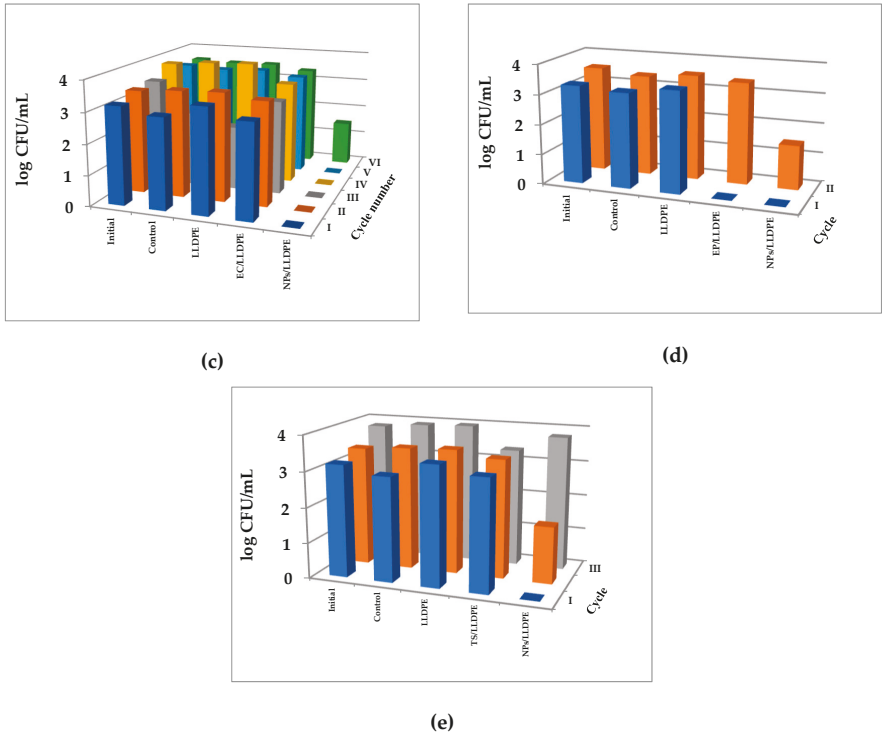 log CFU/mL
4
3
2
1
0
Initial
Control
LLDPE
EC/LLDPE
NPs/LLDPE
I
II
III
IV
V
VI
Cycle number
(c)
log CFU/mL
4
3
2
1
0
Initial
Control
LLDPE
EP/LLDPE
NPs/LLDPE
I
II
Cycle
(d)
log CFU/mL
4
3
2
1
0
Initial
Control
LLDPE
TS/LLDPE
NPs/LLDPE
I
III
Cycle
(e)